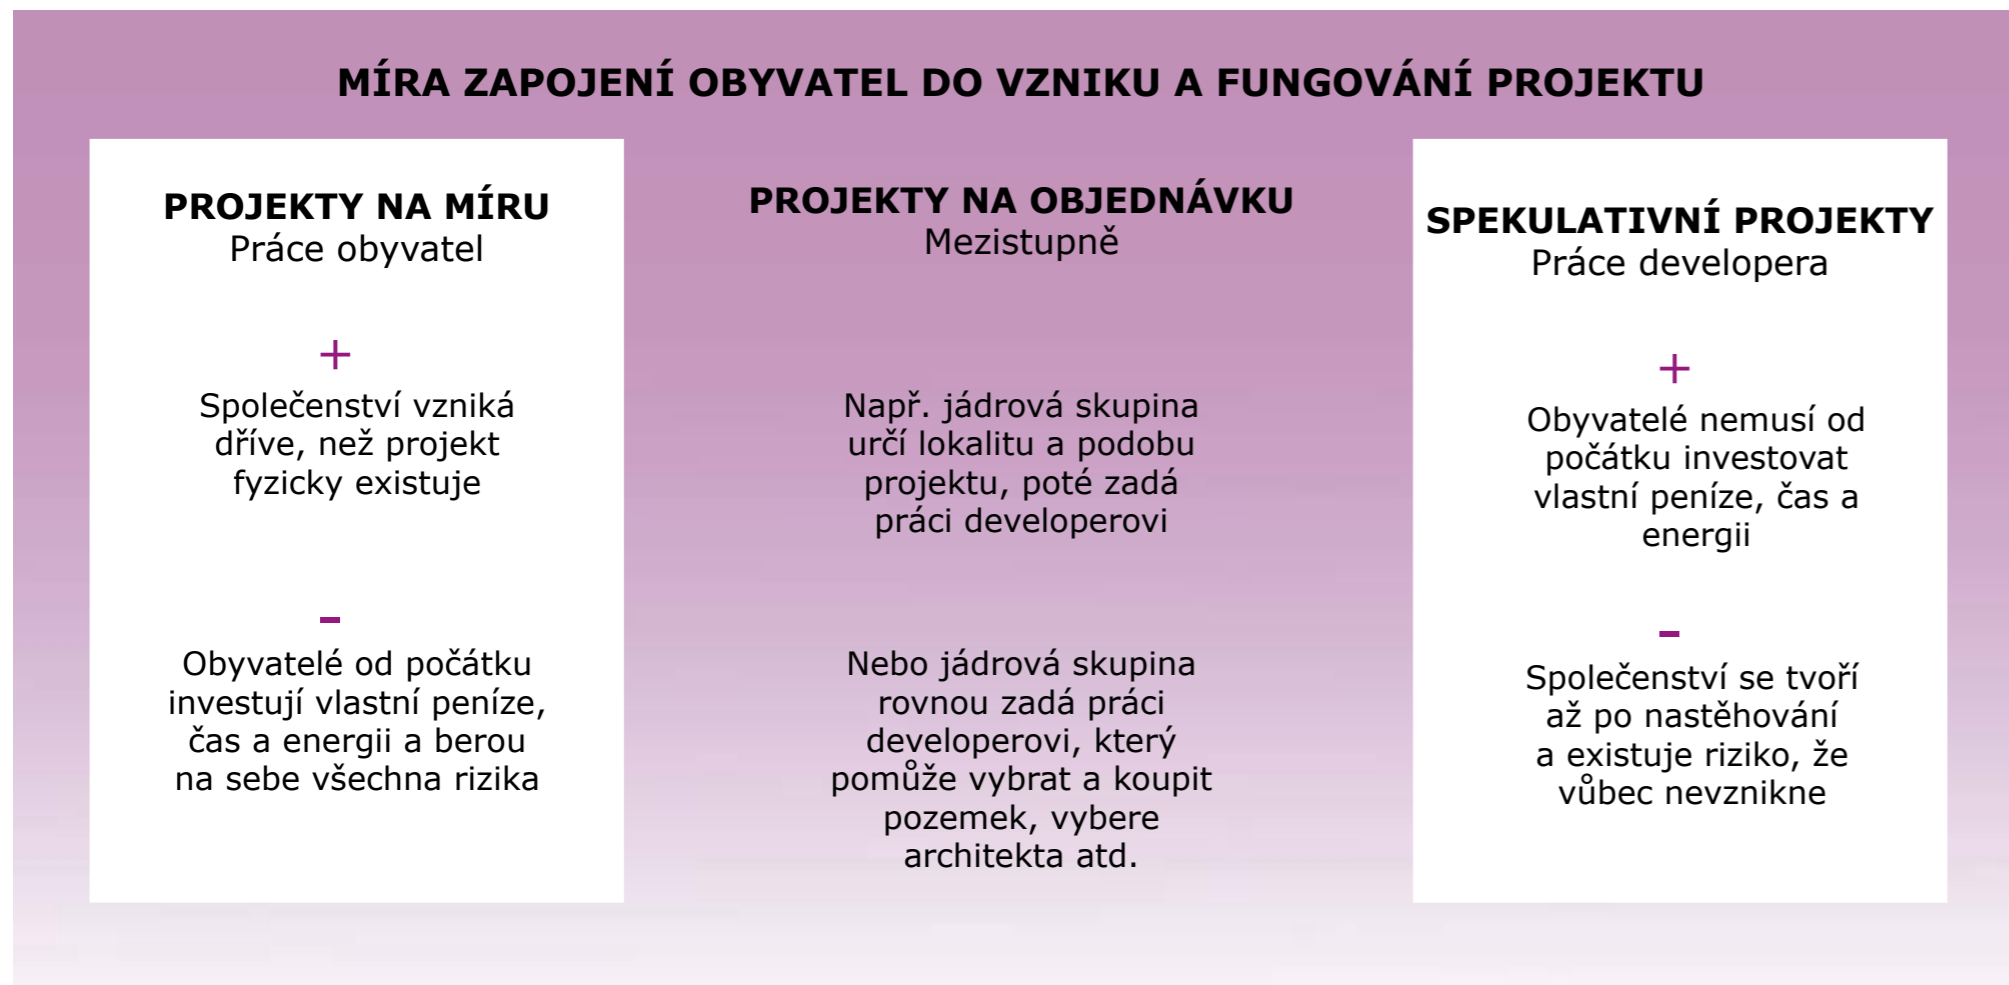 MÍRA ZAPOJENÍ OBYVATEL DO VZNIKU A FUNGOVÁNÍ PROJEKTU
PROJEKTY NA MÍRU
Práce obyvatel
+
Společenství vzniká
dříve, než projekt
fyzicky existuje
-
Obyvatelé od počátku
investují vlastní peníze,
čas a energii a berou
na sebe všechna rizika
PROJEKTY NA OBJEDNÁVKU
Mezistupně
Např. jádrová skupina
určí lokalitu a podobu
projektu, poté zadá
práci developerovi
Nebo jádrová skupina
rovnou zadá práci
developerovi, který
pomůže vybrat a koupit
pozemek, vybere
architekta atd.
SPEKULATIVNÍ PROJEKTY
Práce developera
+
Obyvatelé nemusí od
počátku investovat
vlastní peníze, čas a
energii
-
Společenství se tvoří
až po nastěhování
a existuje riziko, že
vůbec nevznikne